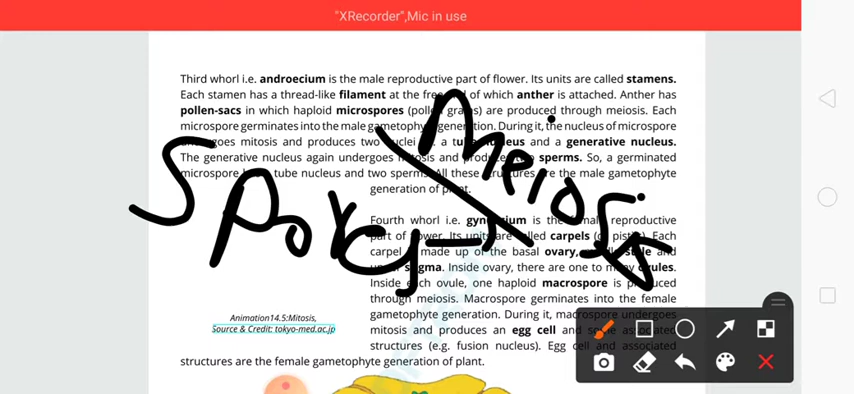 "XRecorder",Mic in use
Third whorl i.e. androecium is the male reproductive part of flower. Its units are called stamens.
Each stamen has a thread-like filament at the free end of which anther is attached. Anther has
pollen-sacs in which haploid microspores (pollen grains) are produced through meiosis. Each
microspore germinates into the male gametophyte generation. During it, the nucleus of microspore
undergoes mitosis and produces two nuclei i.e. a tube nucleus and a generative nucleus.
The generative nucleus again undergoes mitosis and produces two sperms. So, a germinated
microspore has a tube nucleus and two sperms. All these structures are the male gametophyte
generation of plant.
Meiosis
Spore
Fourth whorl i.e. gynoecium is the female reproductive
part of flower. Its units are called carpels (or pistils). Each
carpel is made up of the basal ovary, middle style and
upper stigma. Inside ovary, there are one to many ovules.
Inside each ovule, one haploid macrospore is produced
through meiosis. Macrospore germinates into the female
gametophyte generation. During it, macrospore undergoes
mitosis and produces an egg cell and some associated
structures (e.g. fusion nucleus). Egg cell and associated
structures are the female gametophyte generation of plant.
Animation14.5:Mitosis,
Source & Credit: tokyo-med.ac.jp